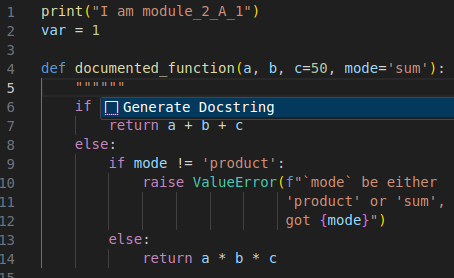 1 print("I am module_2_A_1")
2 var = 1
3
4 def documented_function(a, b, c=50, mode='sum'):
5     """"""
6     if Generate Docstring
7         return a + b + c
8     else:
9         if mode != 'product':
10             raise ValueError(f"`mode` be either
11                              'product' or 'sum',
12                              got {mode}")
13         else:
14             return a * b * c